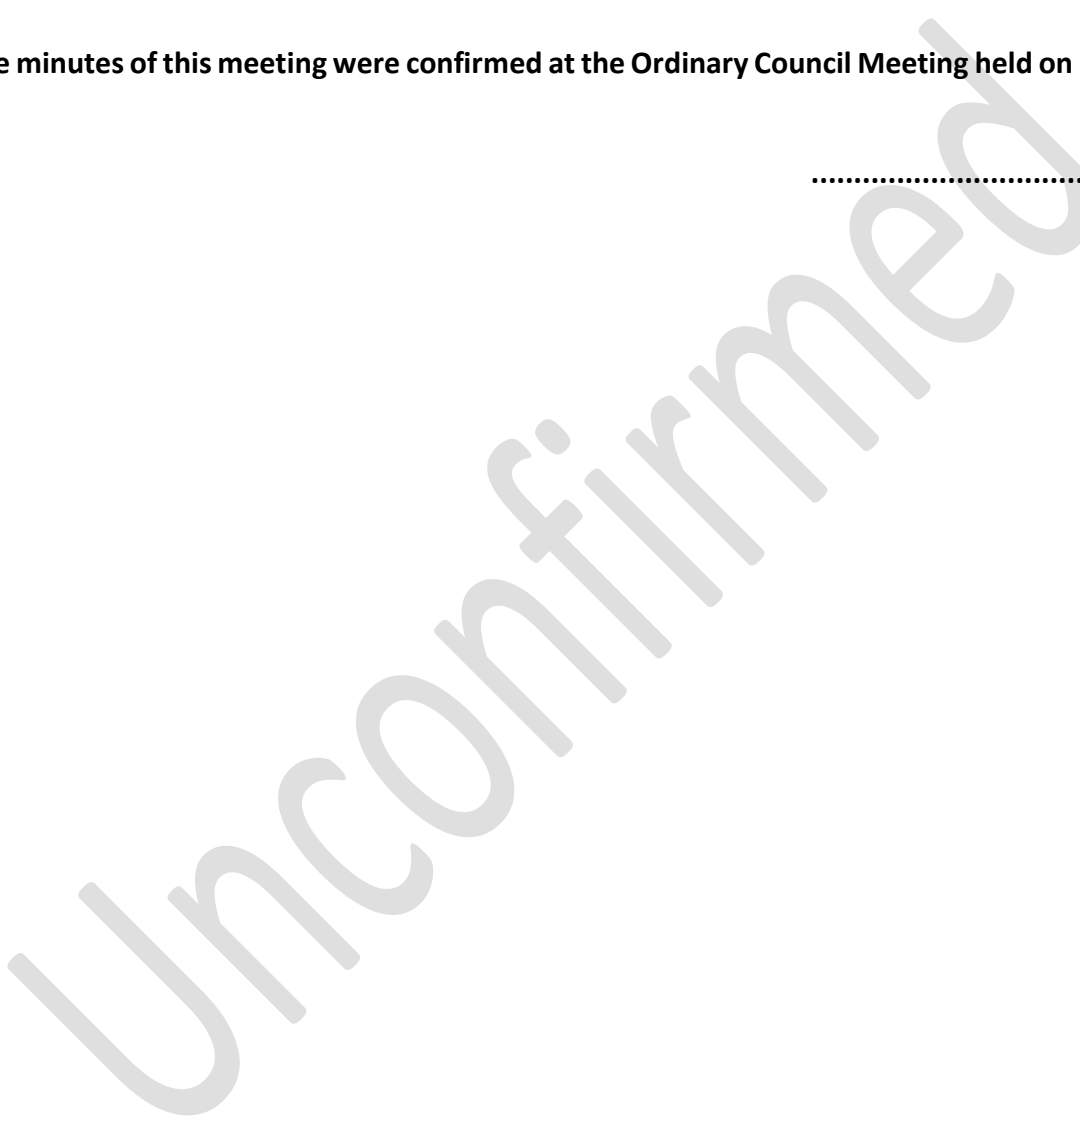 e minutes of this meeting were confirmed at the Ordinary Council Meeting held on
.................................
Unconfirmed